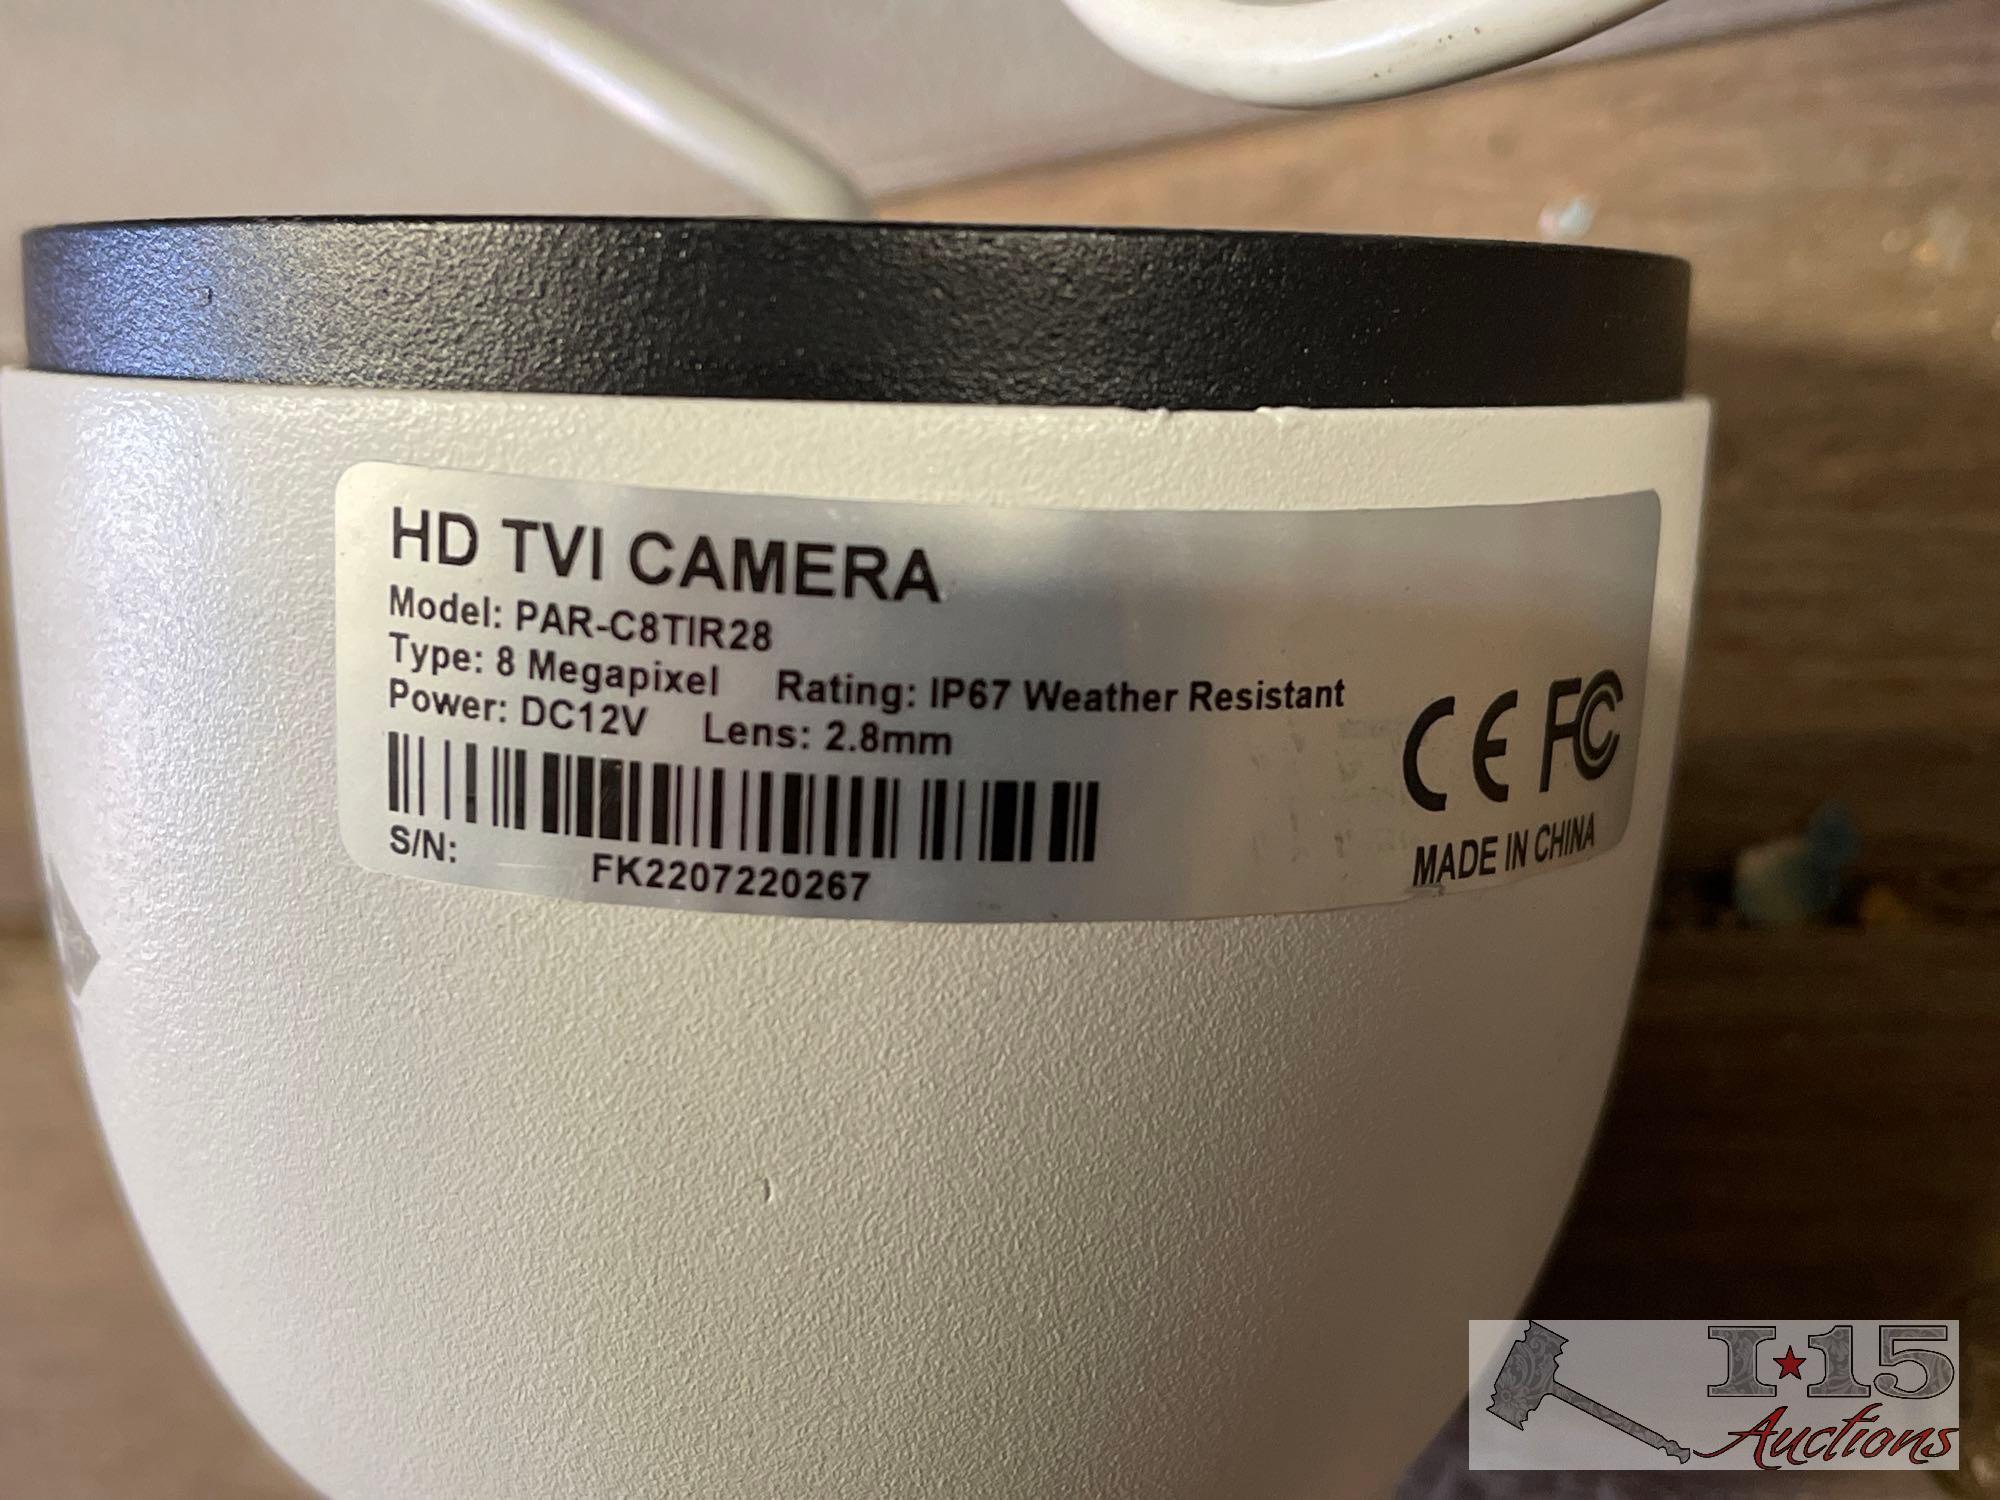 HD TVI CAMERA
Model: PAR-C8TIR28
Type: 8 Megapixel Rating: IP67 Weather Resistant
Power: DC12V Lens: 2.8mm
S/N: FK2207220267
CE FC
MADE IN CHINA
I★15
Auctions